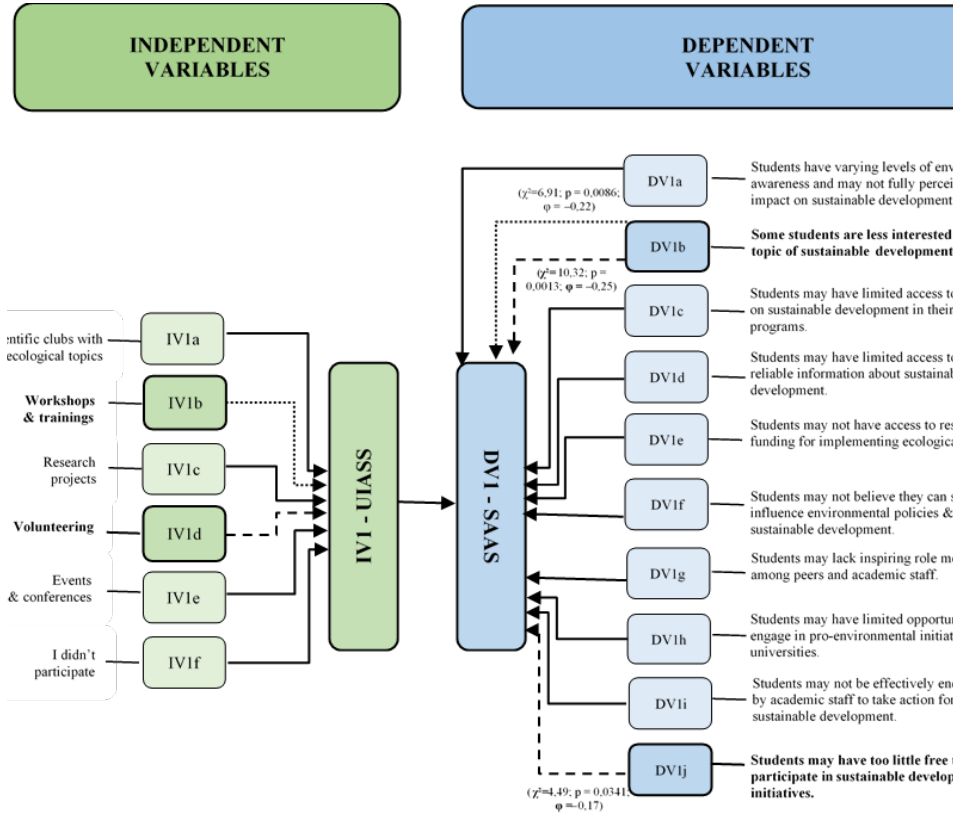 INDEPENDENT
VARIABLES
DEPENDENT
VARIABLES
entific clubs with
ecological topics
IV1a
Workshops
& trainings
IV1b
Research
projects
IV1c
Volunteering
IV1d
Events
& conferences
IV1e
I didn't
participate
IV1f
IV1 - UIASS
DV1 - SAAS
(χ²=6,91; p = 0,0086;
φ = –0,22)
(χ²=10,32; p =
0,0013; φ = –0,25)
(χ²=4,49; p = 0,0341;
φ =–0,17)
DV1a
Students have varying levels of env
awareness and may not fully percei
impact on sustainable development
DV1b
Some students are less interested
topic of sustainable development
DV1c
Students may have limited access to
on sustainable development in their
programs.
DV1d
Students may have limited access to
reliable information about sustainab
development.
DV1e
Students may not have access to res
funding for implementing ecologica
DV1f
Students may not believe they can s
influence environmental policies &
sustainable development.
DV1g
Students may lack inspiring role mo
among peers and academic staff.
DV1h
Students may have limited opportun
engage in pro-environmental initiat
universities.
DV1i
Students may not be effectively enc
by academic staff to take action for
sustainable development.
DV1j
Students may have too little free t
participate in sustainable develop
initiatives.